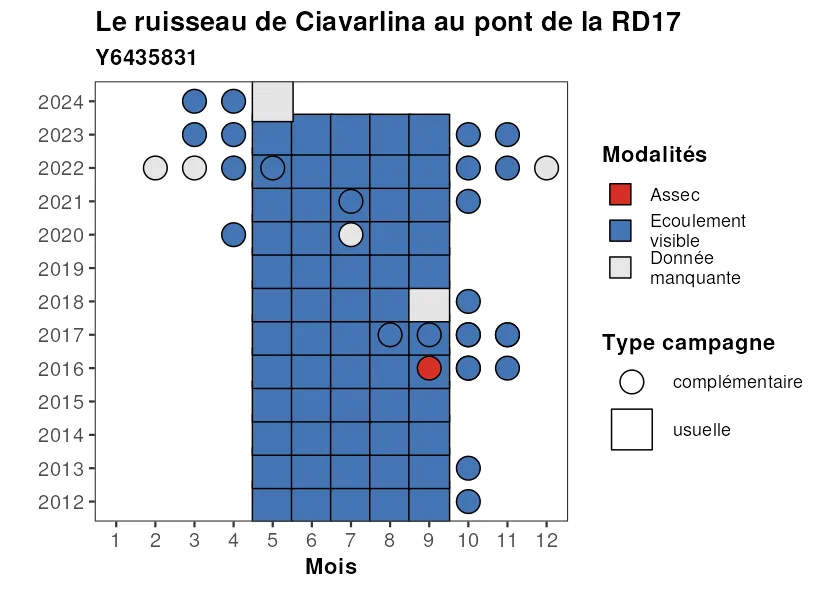 Le ruisseau de Ciavarlina au pont de la RD17
Y6435831
2024
2023
2022
2021
2020
2019
2018
2017
2016
2015
2014
2013
2012
1 2 3 4 5 6 7 8 9 10 11 12
Mois
Modalités
Assec
Ecoulement
visible
Donnée
manquante
Type campagne
complémentaire
usuelle